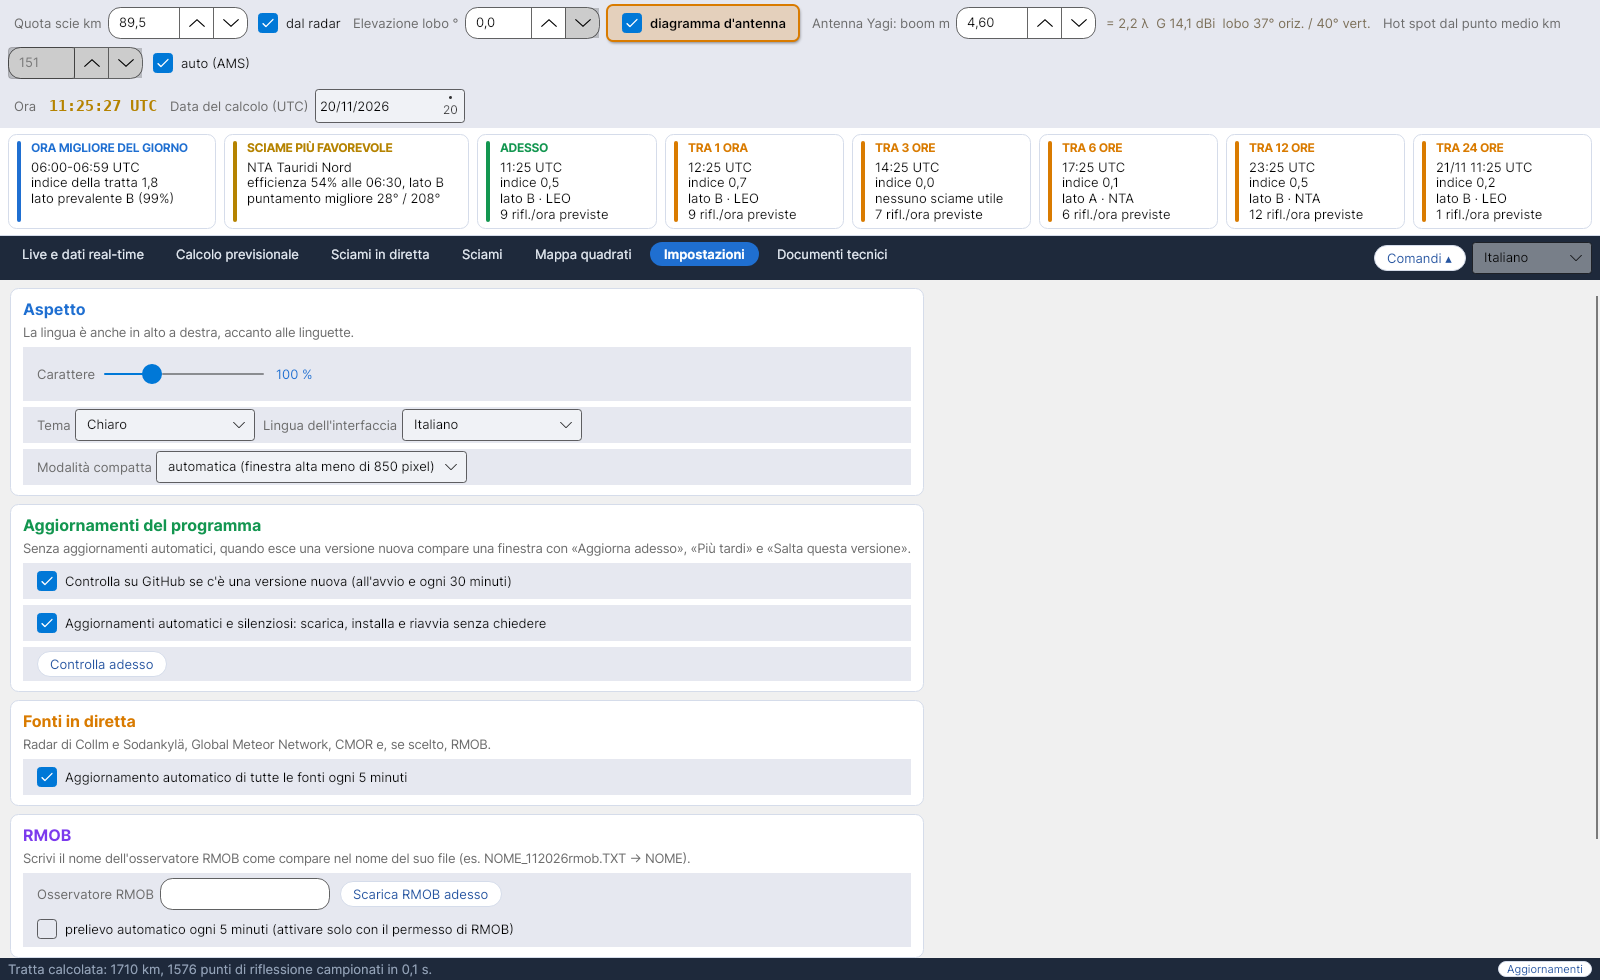 Quota scie km 89,5 dal radar Elevazione lobo ° 0,0 diagramma d'antenna Antenna Yagi: boom m 4,60 = 2,2 λ G 14,1 dBi lobo 37° oriz. / 40° vert. Hot spot dal punto medio km
151 auto (AMS)
Ora 11:25:27 UTC Data del calcolo (UTC) 20/11/2026 20
ORA MIGLIORE DEL GIORNO
06:00-06:59 UTC
indice della tratta 1,8
lato prevalente B (99%)
SCIAME PIÙ FAVOREVOLE
NTA Tauridi Nord
efficienza 54% alle 06:30, lato B
puntamento migliore 28° / 208°
ADESSO
11:25 UTC
indice 0,5
lato B · LEO
9 rifl./ora previste
TRA 1 ORA
12:25 UTC
indice 0,7
lato B · LEO
9 rifl./ora previste
TRA 3 ORE
14:25 UTC
indice 0,0
nessuno sciame utile
7 rifl./ora previste
TRA 6 ORE
17:25 UTC
indice 0,1
lato A · NTA
6 rifl./ora previste
TRA 12 ORE
23:25 UTC
indice 0,5
lato B · NTA
12 rifl./ora previste
TRA 24 ORE
21/11 11:25 UTC
indice 0,2
lato B · LEO
1 rifl./ora previste
Live e dati real-time Calcolo previsionale Sciami in diretta Sciami Mappa quadrati Impostazioni Documenti tecnici Comandi ▴ Italiano
Aspetto
La lingua è anche in alto a destra, accanto alle linguette.
Carattere 100 %
Tema Chiaro Lingua dell'interfaccia Italiano
Modalità compatta automatica (finestra alta meno di 850 pixel)
Aggiornamenti del programma
Senza aggiornamenti automatici, quando esce una versione nuova compare una finestra con «Aggiorna adesso», «Più tardi» e «Salta questa versione».
Controlla su GitHub se c'è una versione nuova (all'avvio e ogni 30 minuti)
Aggiornamenti automatici e silenziosi: scarica, installa e riavvia senza chiedere
Controlla adesso
Fonti in diretta
Radar di Collm e Sodankylä, Global Meteor Network, CMOR e, se scelto, RMOB.
Aggiornamento automatico di tutte le fonti ogni 5 minuti
RMOB
Scrivi il nome dell'osservatore RMOB come compare nel nome del suo file (es. NOME_112026rmob.TXT → NOME).
Osservatore RMOB Scarica RMOB adesso
prelievo automatico ogni 5 minuti (attivare solo con il permesso di RMOB)
Tratta calcolata: 1710 km, 1576 punti di riflessione campionati in 0,1 s. Aggiornamenti